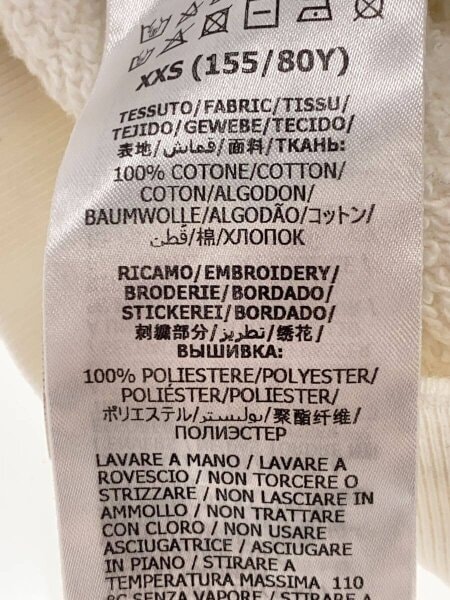 XXS (155/80Y)
TESSUTO/FABRIC/TISSU/
TEJIDO/GEWEBE/TECIDO/
表地/قماش/面料/ТКАНЬ:
100% COTONE/COTTON/
COTON/ALGODON/
BAUMWOLLE/ALGODÃO/コットン/
قطن/棉/ХЛОПОК
RICAMO/EMBROIDERY/
BRODERIE/BORDADO/
STICKEREI/BORDADO/
刺繍部分/تطريز/绣花/
ВЫШИВКА:
100% POLIESTERE/POLYESTER/
POLIÉSTER/POLIESTER/
ポリエステル/بوليستر/聚酯纤维/
ПОЛИЭСТЕР
LAVARE A MANO / LAVARE A
ROVESCIO / NON TORCERE O
STRIZZARE / NON LASCIARE IN
AMMOLLO / NON TRATTARE
CON CLORO / NON USARE
ASCIUGATRICE / ASCIUGARE
IN PIANO / STIRARE A
TEMPERATURA MASSIMA 110
ºC SENZA VAPORE / STIRARE A